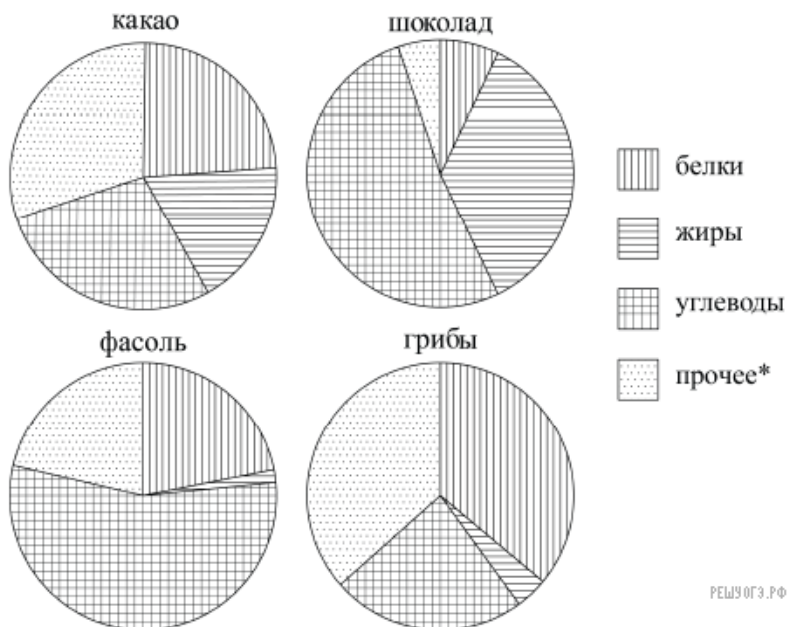 какао
шоколад
белки
жиры
углеводы
прочее*
фасоль
грибы
РЕШУОГЭ.РФ